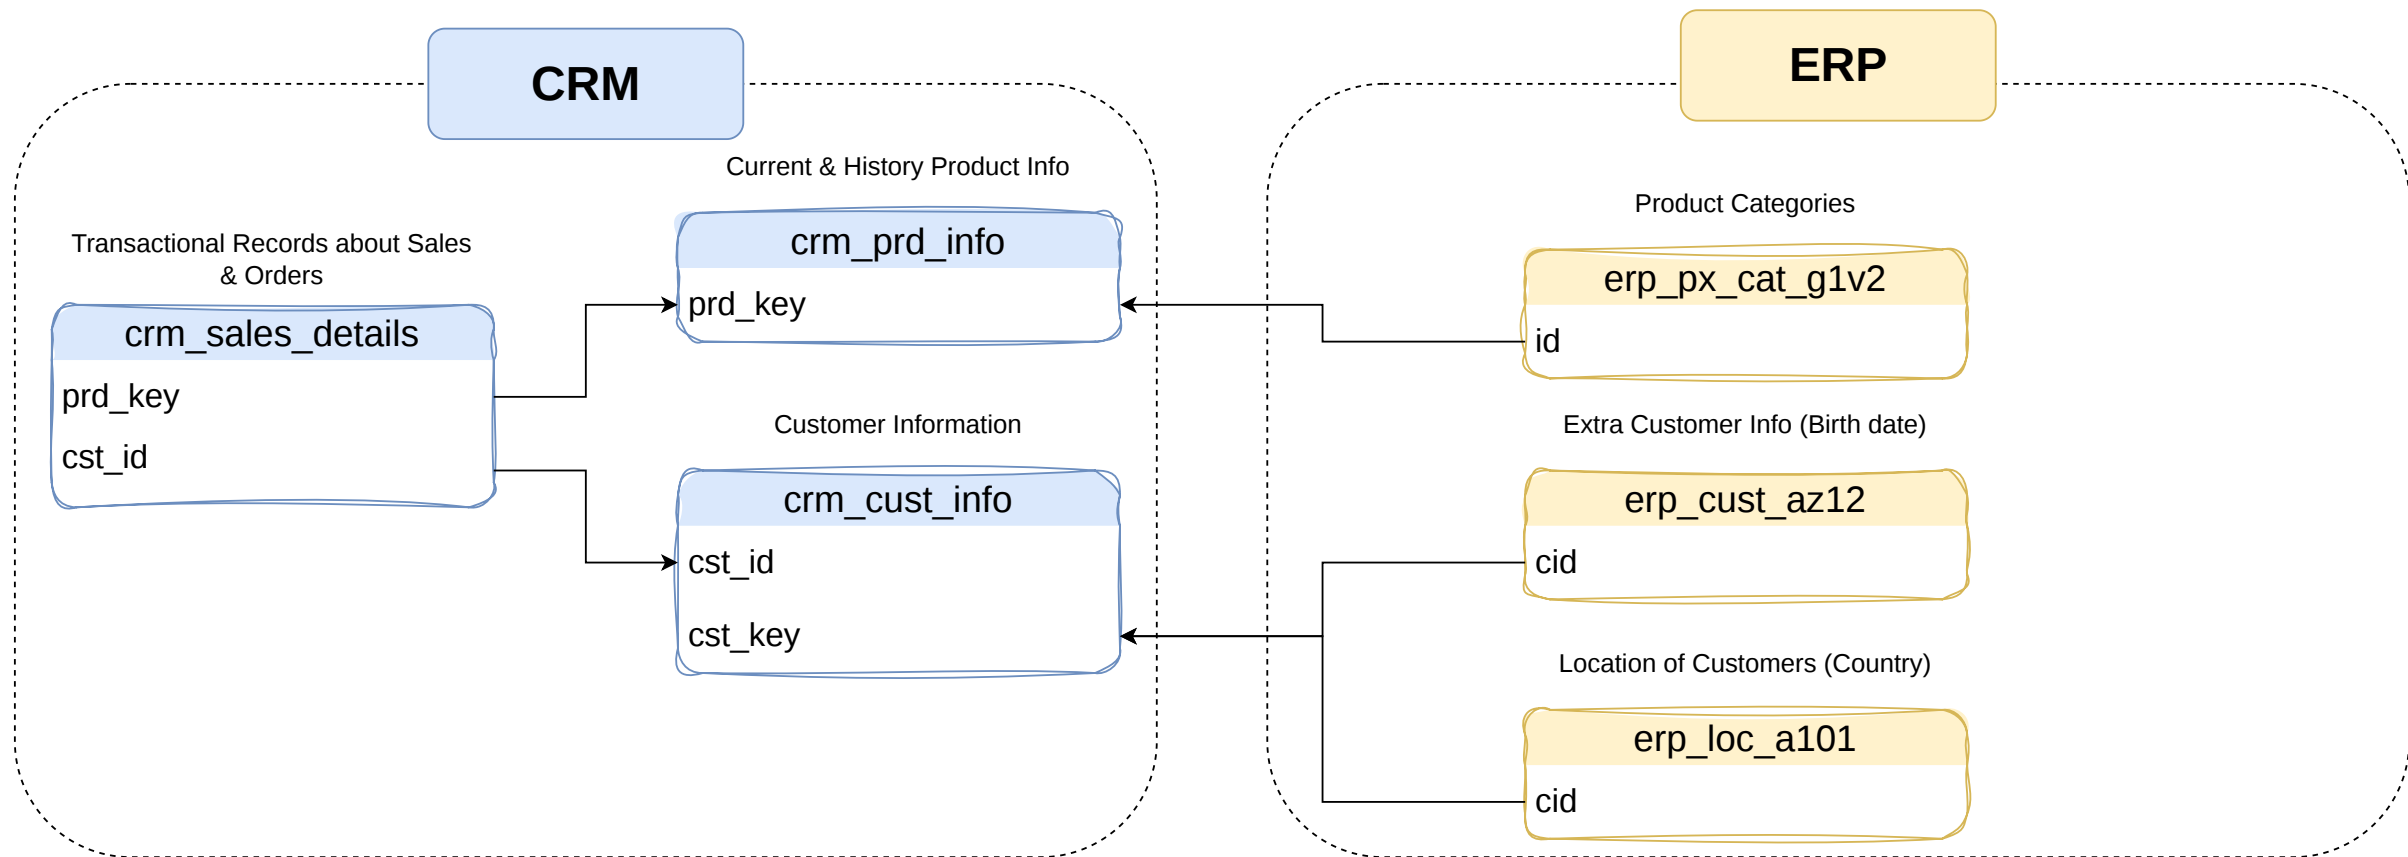 CRM
ERP
Transactional Records about Sales
& Orders
crm_sales_details
prd_key
cst_id
Current & History Product Info
crm_prd_info
prd_key
Customer Information
crm_cust_info
cst_id
cst_key
Product Categories
erp_px_cat_g1v2
id
Extra Customer Info (Birth date)
erp_cust_az12
cid
Location of Customers (Country)
erp_loc_a101
cid